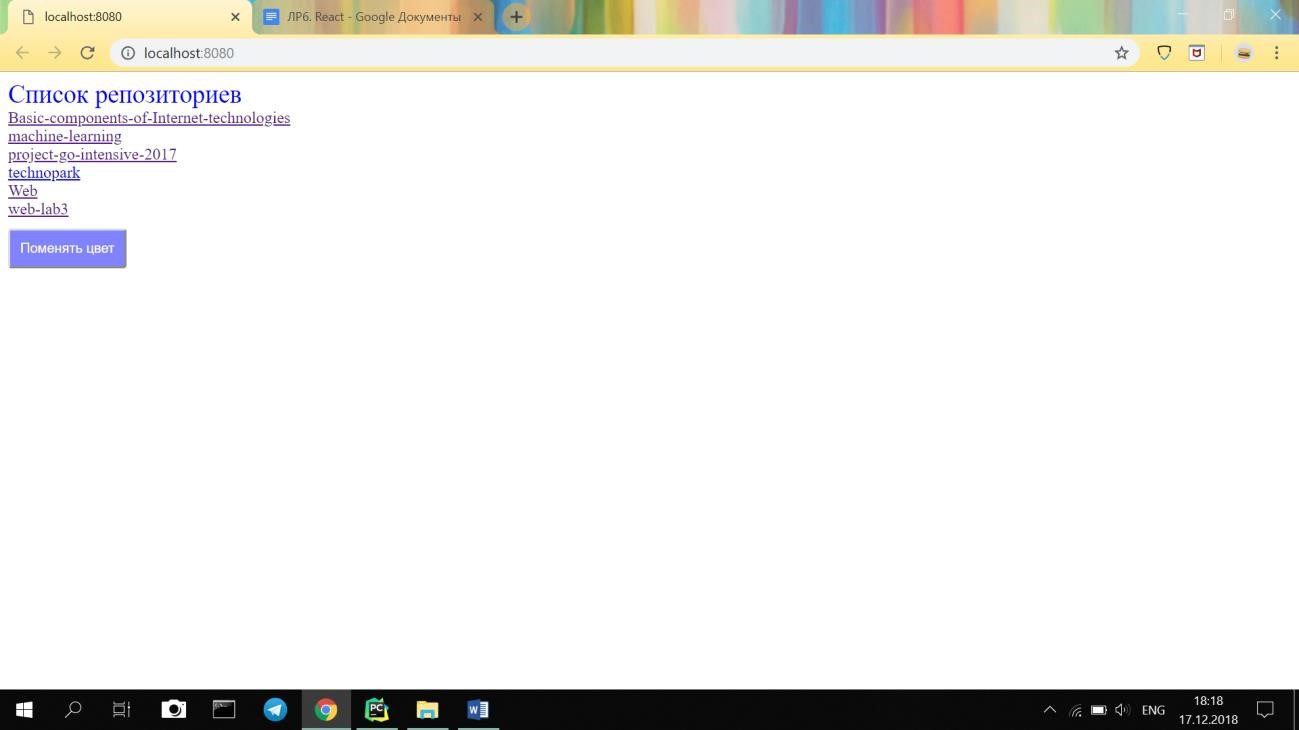 localhost:8080
ЛР6. React - Google Документы
localhost:8080
Список репозиториев
Basic-components-of-Internet-technologies
machine-learning
project-go-intensive-2017
technopark
Web
web-lab3
Поменять цвет
PC
W
ENG
18:18
17.12.2018